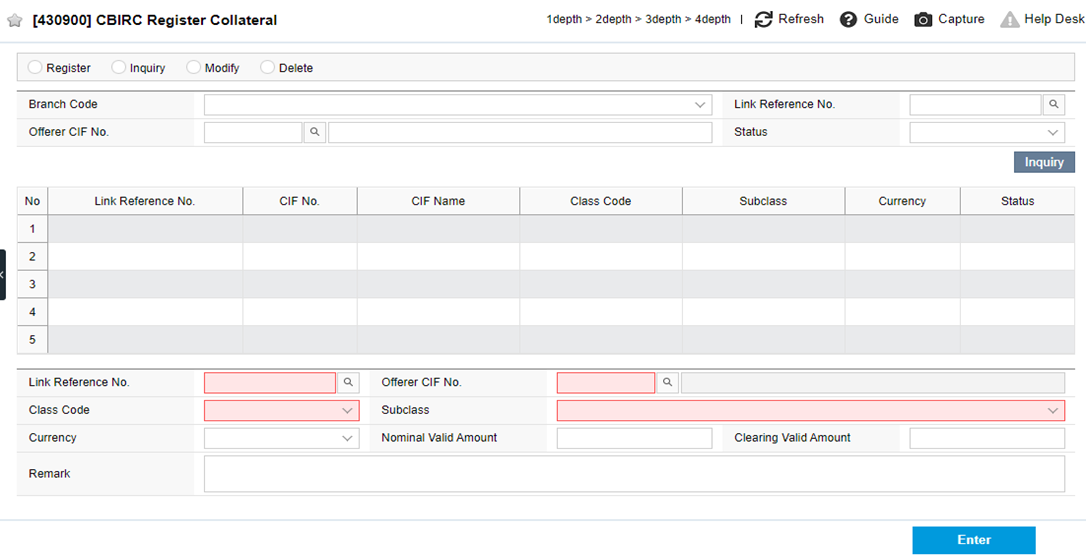 [430900] CBIRC Register Collateral
1depth > 2depth > 3depth > 4depth | Refresh Guide Capture Help Desk
Register Inquiry Modify Delete
Branch Code Link Reference No.
Offerer CIF No. Status
Inquiry
No Link Reference No. CIF No. CIF Name Class Code Subclass Currency Status
1
2
3
4
5
Link Reference No. Offerer CIF No.
Class Code Subclass
Currency Nominal Valid Amount Clearing Valid Amount
Remark
Enter